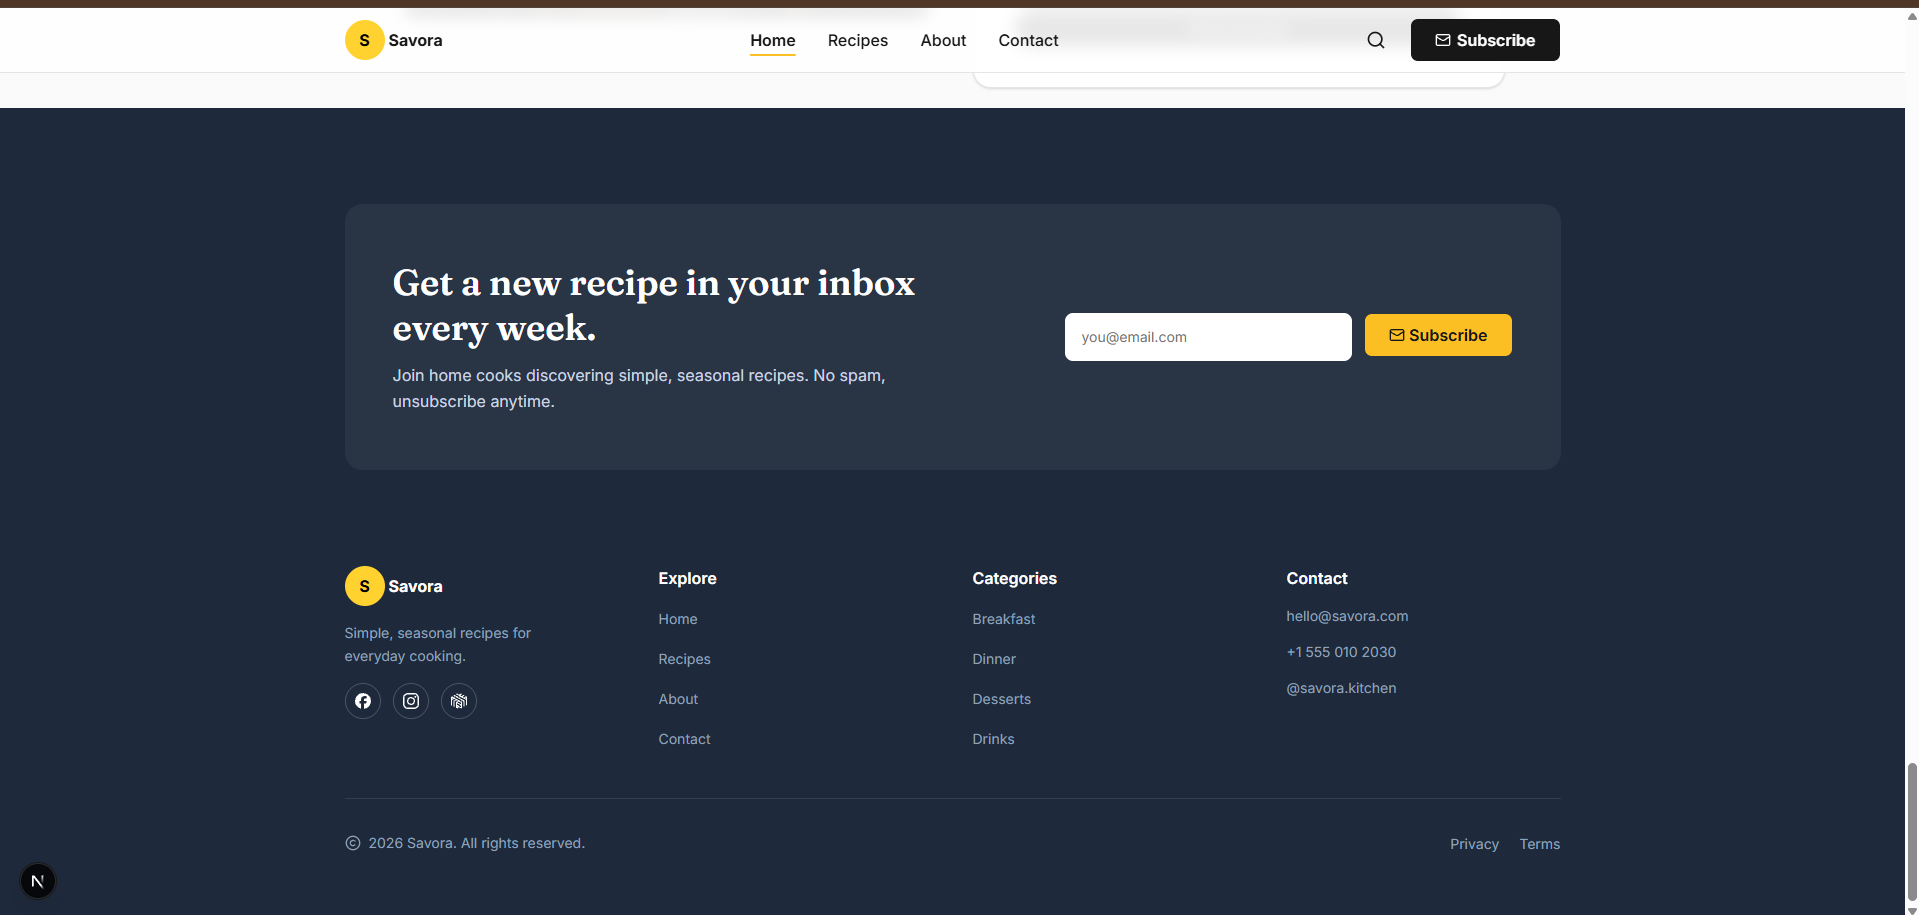 S Savora
Home Recipes About Contact
Subscribe
Get a new recipe in your inbox
every week.
Join home cooks discovering simple, seasonal recipes. No spam,
unsubscribe anytime.
you@email.com
Subscribe
S Savora
Simple, seasonal recipes for
everyday cooking.
Explore
Home
Recipes
About
Contact
Categories
Breakfast
Dinner
Desserts
Drinks
Contact
hello@savora.com
+1 555 010 2030
@savora.kitchen
© 2026 Savora. All rights reserved.
Privacy Terms
N